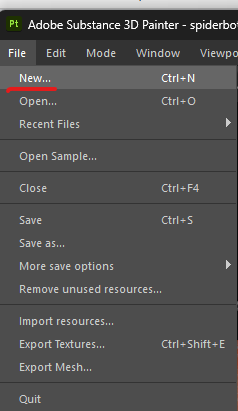 Pt Adobe Substance 3D Painter - spiderbo
File Edit Mode Window Viewpo
New... Ctrl+N
Open... Ctrl+O
Recent Files
Open Sample...
Close Ctrl+F4
Save Ctrl+S
Save as...
More save options
Remove unused resources...
Import resources...
Export Textures... Ctrl+Shift+E
Export Mesh...
Quit